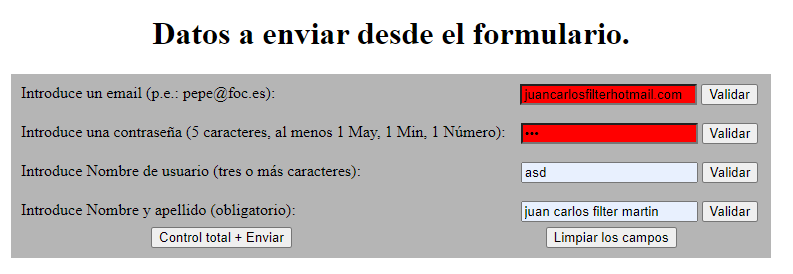 Datos a enviar desde el formulario.
Introduce un email (p.e.: pepe@foc.es): juancarlosfilterhotmail.com Validar
Introduce una contraseña (5 caracteres, al menos 1 May, 1 Min, 1 Número): ••• Validar
Introduce Nombre de usuario (tres o más caracteres): asd Validar
Introduce Nombre y apellido (obligatorio): juan carlos filter martin Validar
Control total + Enviar Limpiar los campos